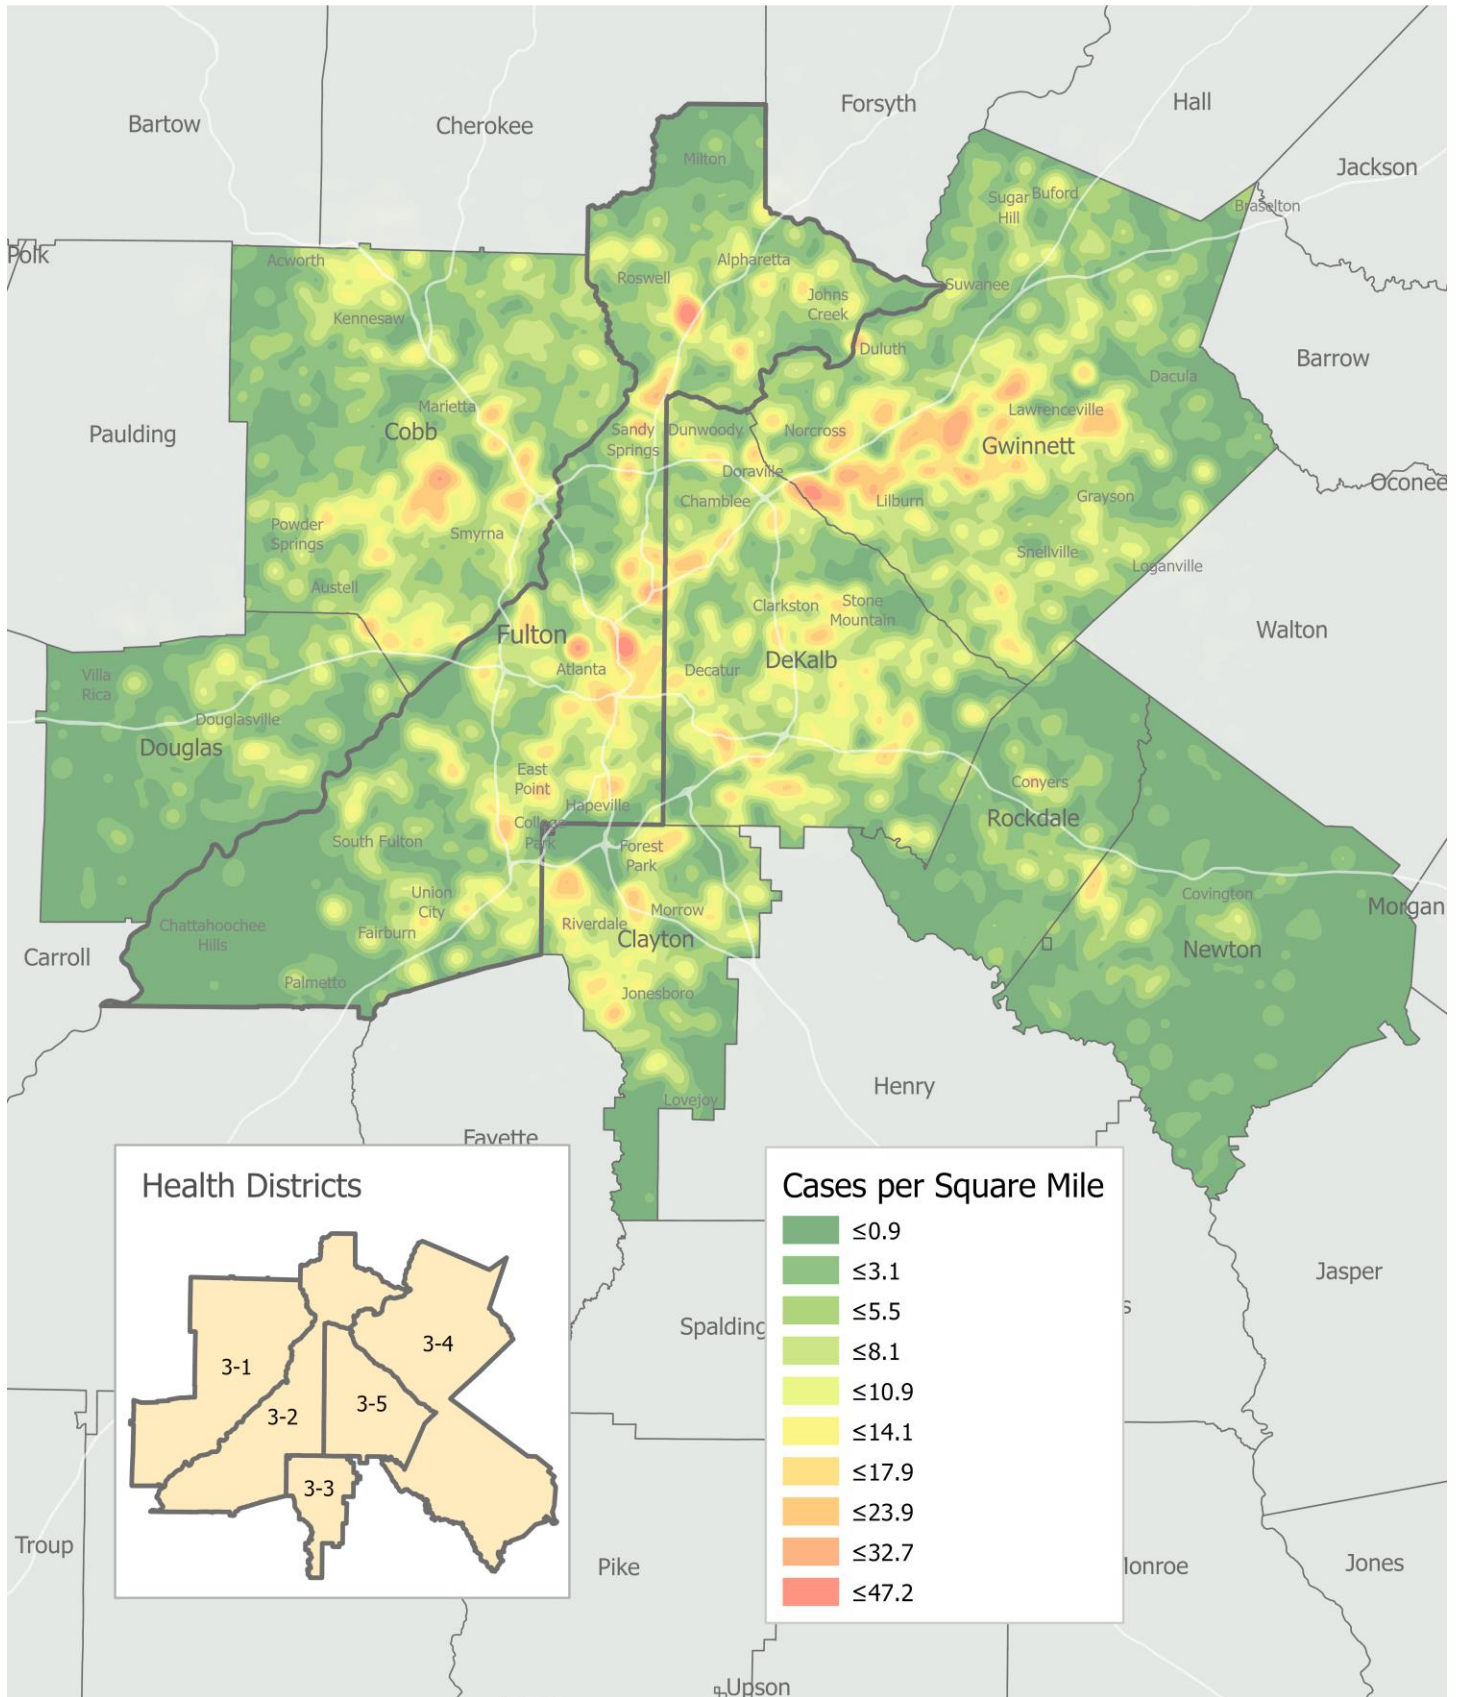 Bartow
Cherokee
Forsyth
Hall
Jackson
Milton
Sugar
Hill
Buford
Braselton
Polk
Acworth
Roswell
Alpharetta
Johns
Creek
Suwanee
Kennesaw
Duluth
Barrow
Dacula
Paulding
Marietta
Cobb
Sandy
Springs
Dunwoody
Norcross
Lawrenceville
Gwinnett
Doraville
Chamblee
Lilburn
Grayson
Oconee
Powder
Springs
Smyrna
Snellville
Loganville
Austell
Clarkston
Stone
Mountain
Walton
Fulton
Atlanta
Decatur
DeKalb
Villa
Rica
Douglasville
Douglas
East
Point
Hapeville
Conyers
Rockdale
College
Park
Forest
Park
South Fulton
Union
City
Fairburn
Riverdale
Morrow
Clayton
Covington
Newton
Morgan
Chattahoochee
Hills
Carroll
Palmetto
Jonesboro
Henry
Lovejoy
Fayette
Health Districts
3-1
3-2
3-3
3-4
3-5
Cases per Square Mile
≤0.9
≤3.1
≤5.5
≤8.1
≤10.9
≤14.1
≤17.9
≤23.9
≤32.7
≤47.2
Spalding
s
Jasper
Troup
Pike
onroe
Jones
Upson